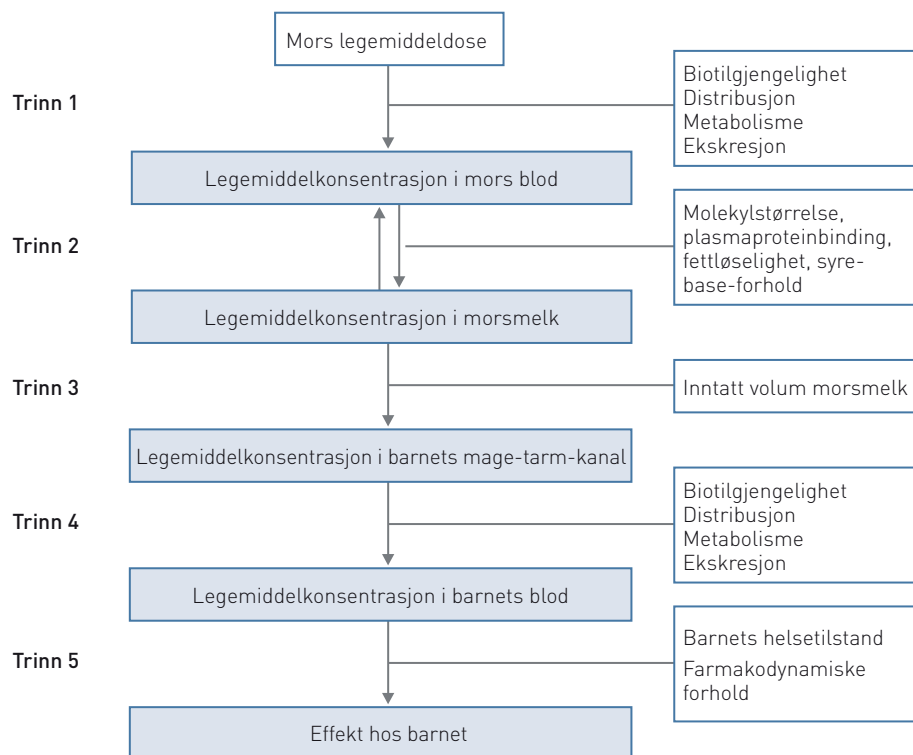 Mors legemiddeldose
Trinn 1
Biotilgjengelighet
Distribusjon
Metabolisme
Ekskresjon
Legemiddelkonsentrasjon i mors blod
Trinn 2
Molekylstørrelse,
plasmaproteinbinding,
fettløselighet, syre-
base-forhold
Legemiddelkonsentrasjon i morsmelk
Trinn 3
Inntatt volum morsmelk
Legemiddelkonsentrasjon i barnets mage-tarm-kanal
Trinn 4
Biotilgjengelighet
Distribusjon
Metabolisme
Ekskresjon
Legemiddelkonsentrasjon i barnets blod
Trinn 5
Barnets helsetilstand
Farmakodynamiske
forhold
Effekt hos barnet